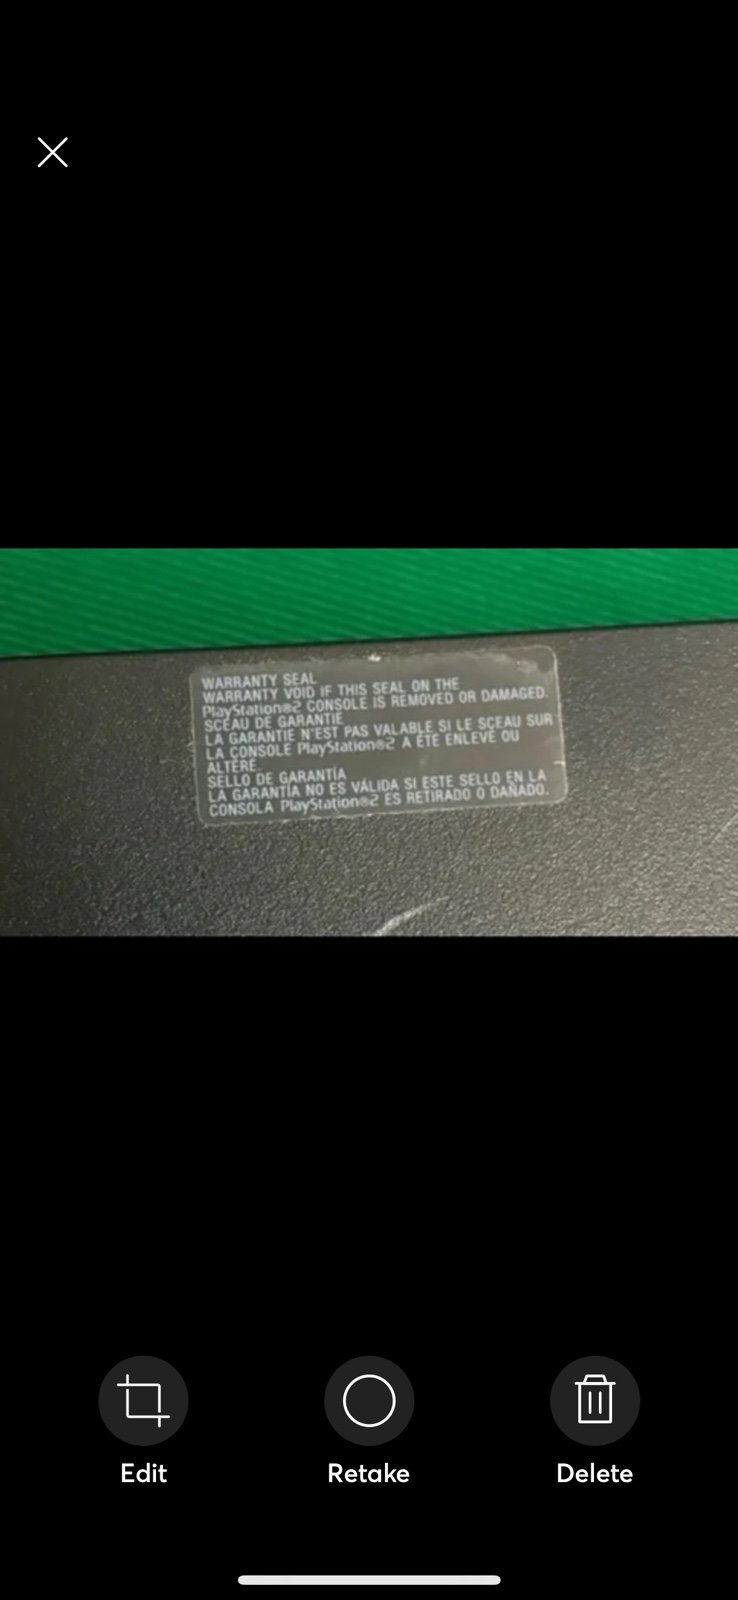 WARRANTY SEAL
WARRANTY VOID IF THIS SEAL ON THE
PlayStation®2 CONSOLE IS REMOVED OR DAMAGED.
SCEAU DE GARANTIE
LA GARANTIE N'EST PAS VALABLE SI LE SCEAU SUR
LA CONSOLE PlayStation®2 A ÉTÉ ENLEVÉ OU
ALTÉRÉ.
SELLO DE GARANTÍA
LA GARANTÍA NO ES VÁLIDA SI ESTE SELLO EN LA
CONSOLA PlayStation®2 ES RETIRADO O DAÑADO.
Edit
Retake
Delete